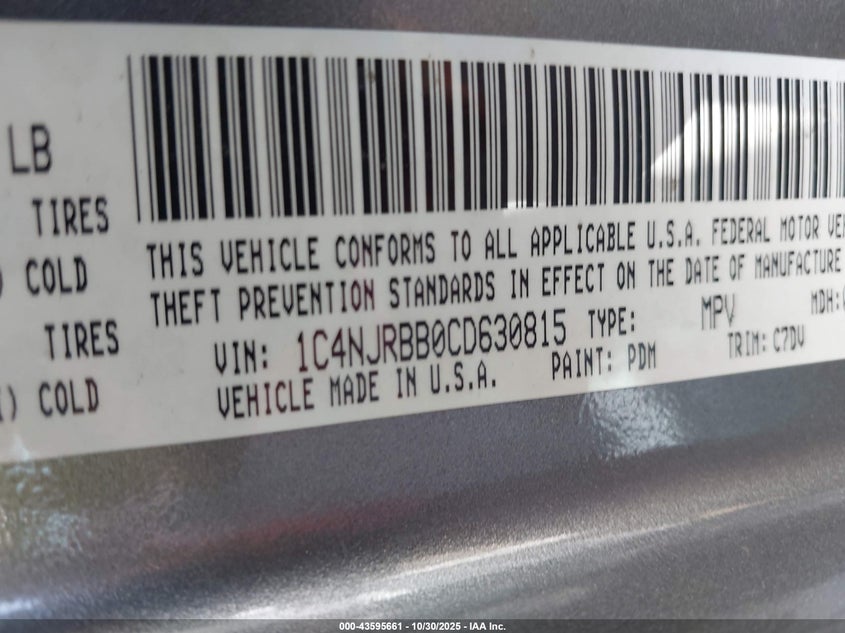 LB
TIRES
) COLD
TIRES
) COLD
THIS VEHICLE CONFORMS TO ALL APPLICABLE U.S.A. FEDERAL MOTOR VEH
THEFT PREVENTION STANDARDS IN EFFECT ON THE DATE OF MANUFACTURE
VIN: 1C4NJRBB0CD630815 TYPE: MPV MDH:
VEHICLE MADE IN U.S.A. PAINT: PDM TRIM: C7DV
000-43595661 - 10/30/2025 - IAA Inc.